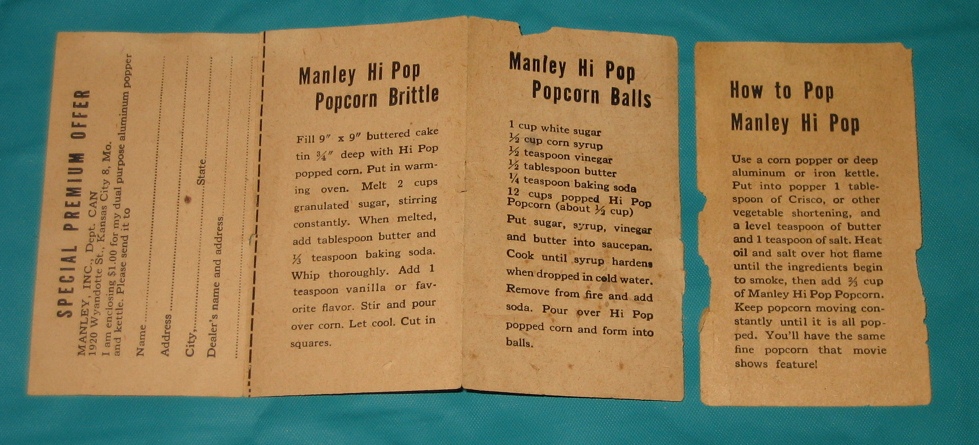 SPECIAL PREMIUM OFFER
MANLEY, INC., Dept. CAN
1920 Wyandotte St., Kansas City 8, Mo.
I am enclosing $1.00 for my dual purpose aluminum popper
and kettle. Please send it to
Name
Address
City, State
Dealer's name and address
Manley Hi Pop
Popcorn Brittle
Fill 9" x 9" buttered cake
tin ¾" deep with Hi Pop
popped corn. Put in warm-
ing oven. Melt 2 cups
granulated sugar, stirring
constantly. When melted,
add tablespoon butter and
⅓ teaspoon baking soda.
Whip thoroughly. Add 1
teaspoon vanilla or fav-
orite flavor. Stir and pour
over corn. Let cool. Cut in
squares.
Manley Hi Pop
Popcorn Balls
1 cup white sugar
½ cup corn syrup
½ teaspoon vinegar
½ tablespoon butter
¼ teaspoon baking soda
12 cups popped Hi Pop
Popcorn (about ½ cup)
Put sugar, syrup, vinegar
and butter into saucepan.
Cook until syrup hardens
when dropped in cold water.
Remove from fire and add
soda. Pour over Hi Pop
popped corn and form into
balls.
How to Pop
Manley Hi Pop
Use a corn popper or deep
aluminum or iron kettle.
Put into popper 1 table-
spoon of Crisco, or other
vegetable shortening, and
a level teaspoon of butter
and 1 teaspoon of salt. Heat
oil and salt over hot flame
until the ingredients begin
to smoke, then add ⅔ cup
of Manley Hi Pop Popcorn.
Keep popcorn moving con-
stantly until it is all pop-
ped. You'll have the same
fine popcorn that movie
shows feature!